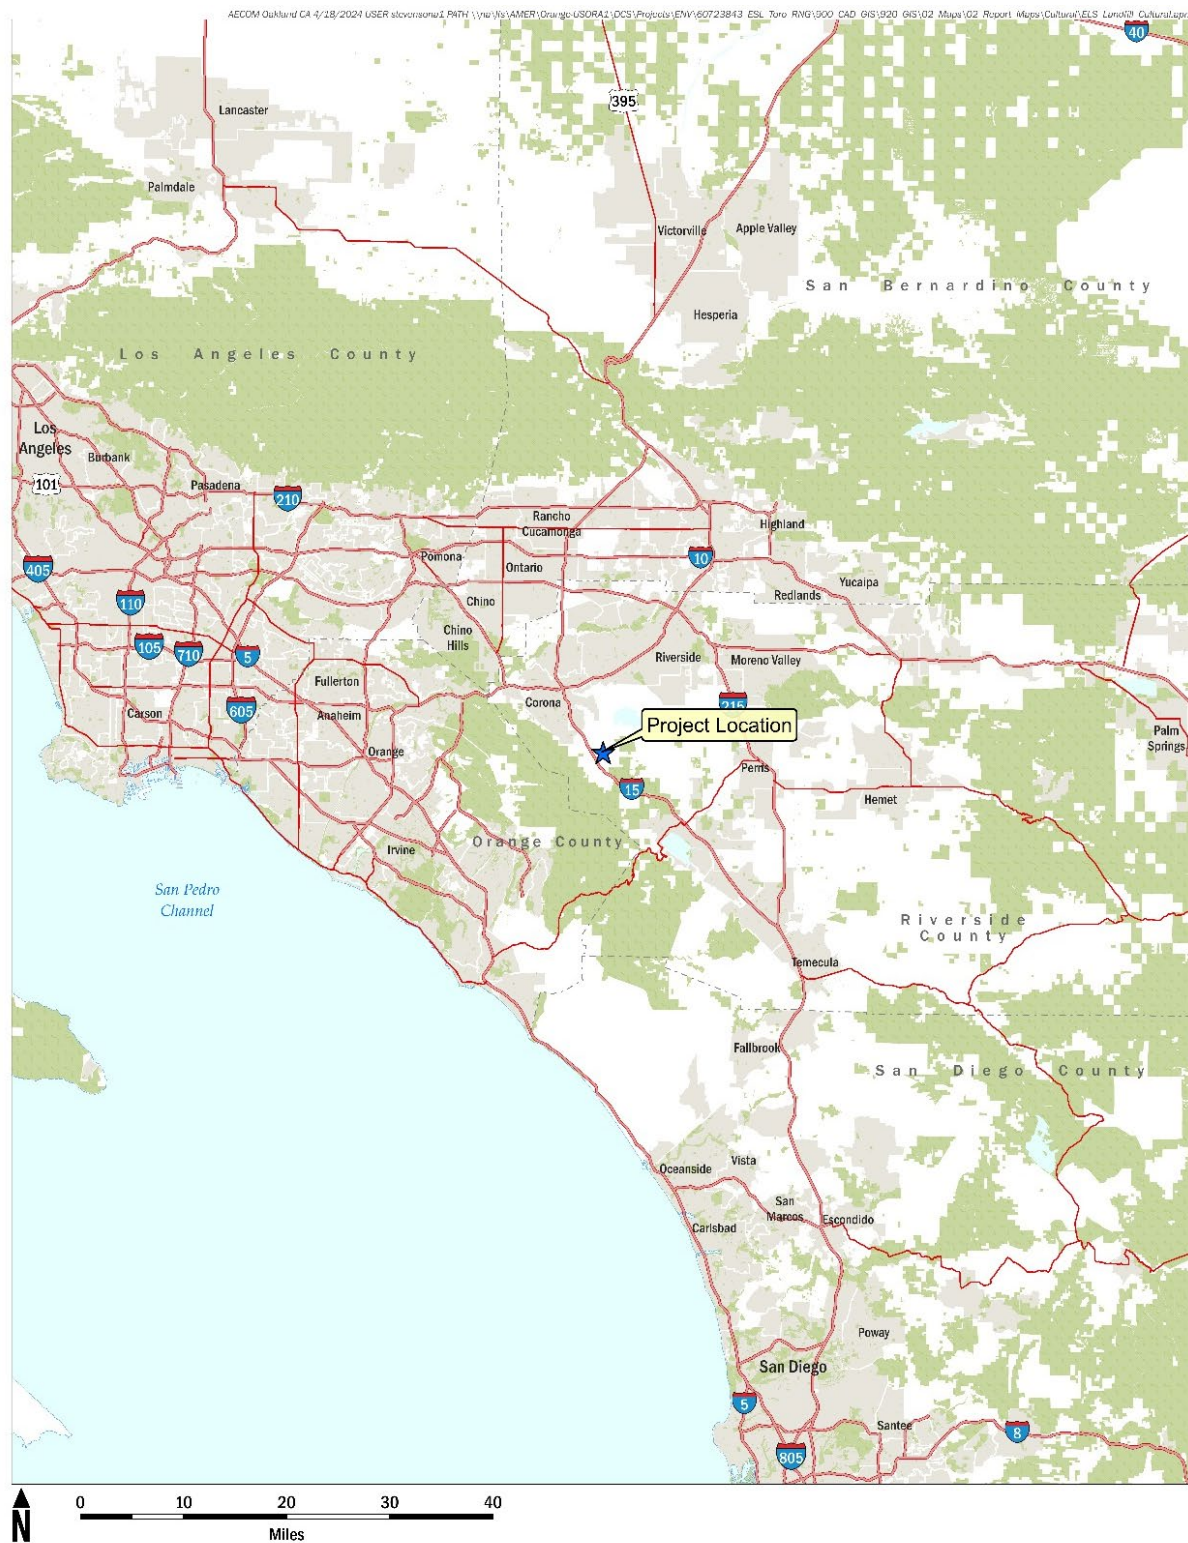 AECOM Oakland CA 4/18/2024 USER stevensona1 PATH
40
395
Lancaster
Palmdale
Victorville
Apple Valley
San Bernardino County
Hesperia
Los Angeles County
Los
Angeles
Burbank
101
Pasadena
210
Rancho
Cucamonga
Highland
Pomona
10
405
Ontario
Yucaipa
Redlands
110
Chino
Chino
Hills
105
710
5
Riverside
Moreno Valley
Fullerton
605
Anaheim
Carson
Corona
215
Project Location
Orange
Palm
Springs
Perris
15
Hemet
Orange County
Irvine
San Pedro
Channel
Riverside
County
Temecula
Fallbrook
San Diego County
Oceanside
Vista
San
Marcos
Escondido
Carlsbad
Poway
San Diego
5
Santee
8
805
N
0 10 20 30 40
Miles